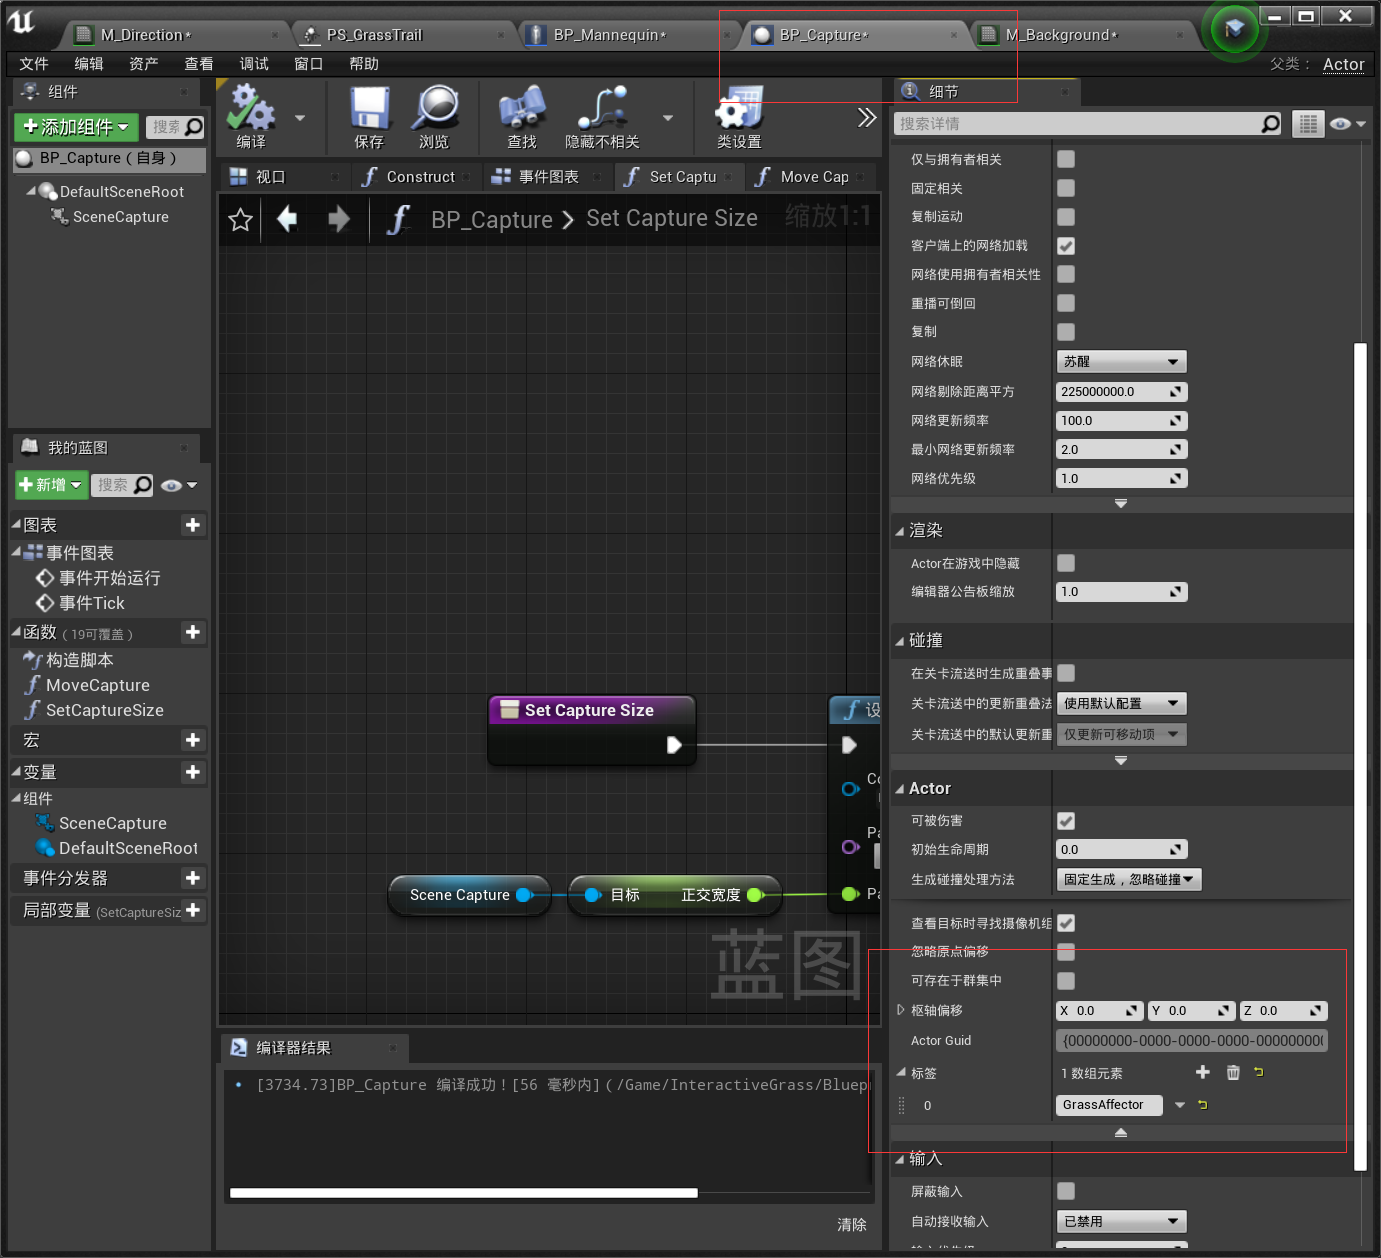 M_Direction*
PS_GrassTrail
BP_Mannequin*
BP_Capture*
M_Background*
文件 编辑 资产 查看 调试 窗口 帮助
父类： Actor
组件
添加组件
搜索
BP_Capture（自身）
DefaultSceneRoot
SceneCapture
编译
保存
浏览
查找
隐藏不相关
类设置
视口
Construct
事件图表
Set Captu
Move Cap
BP_Capture
Set Capture Size
缩放1:1
Set Capture Size
设
Co
Pa
Pa
Scene Capture
目标
正交宽度
蓝图
我的蓝图
新增
搜索
图表
事件图表
事件开始运行
事件Tick
函数（19可覆盖）
构造脚本
MoveCapture
SetCaptureSize
宏
变量
组件
SceneCapture
DefaultSceneRoot
事件分发器
局部变量 (SetCaptureSiz
编译器结果
[3734.73]BP_Capture 编译成功！[56 毫秒内]（/Game/InteractiveGrass/Bluep
清除
细节
搜索详情
仅与拥有者相关
固定相关
复制运动
客户端上的网络加载
网络使用拥有者相关性
重播可倒回
复制
网络休眠 苏醒
网络剔除距离平方 225000000.0
网络更新频率 100.0
最小网络更新频率 2.0
网络优先级 1.0
渲染
Actor在游戏中隐藏
编辑器公告板缩放 1.0
碰撞
在关卡流送时生成重叠事
关卡流送中的更新重叠法 使用默认配置
关卡流送中的默认更新重 仅更新可移动项
Actor
可被伤害
初始生命周期 0.0
生成碰撞处理方法 固定生成，忽略碰撞
查看目标时寻找摄像机组
忽略原点偏移
可存在于群集中
枢轴偏移 X 0.0 Y 0.0 Z 0.0
Actor Guid {00000000-0000-0000-0000-000000000
标签 1 数组元素
0 GrassAffector
输入
屏蔽输入
自动接收输入 已禁用